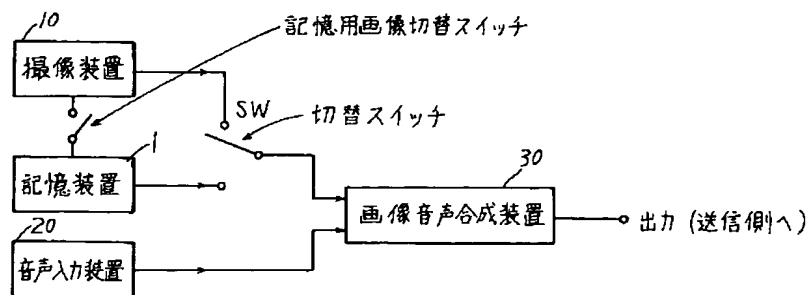 10
撮像装置
記憶用画像切替スイッチ
SW
切替スイッチ
1
記憶装置
30
画像音声合成装置
出力 (送信側へ)
20
音声入力装置